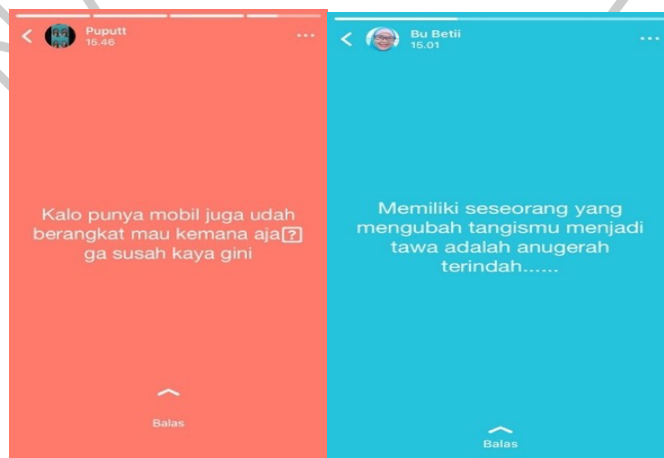 Puputt
15.46
Kalo punya mobil juga udah
berangkat mau kemana aja?
ga susah kaya gini
Balas
Bu Betii
15.01
Memiliki seseorang yang
mengubah tangismu menjadi
tawa adalah anugerah
terindah......
Balas